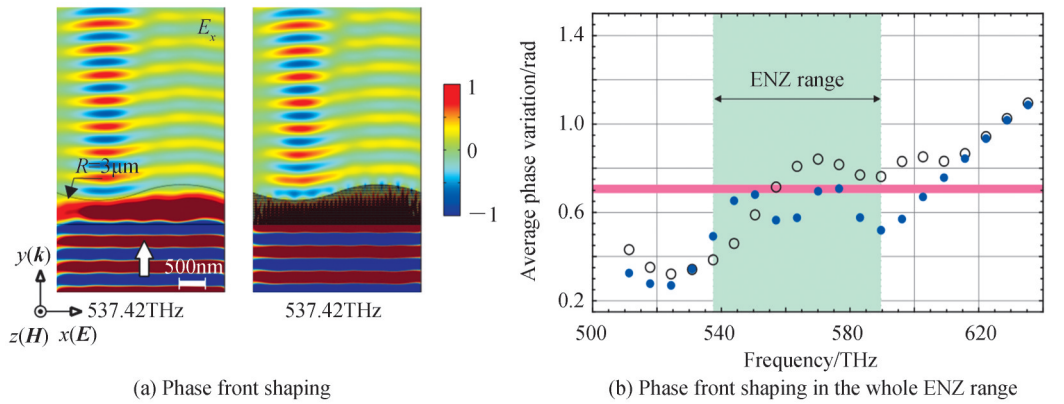 Eₓ
R=3μm
1
0
−1
500nm
y(k)
z(H) x(E)
537.42THz
537.42THz
(a) Phase front shaping
Average phase variation/rad
1.4
1.0
0.6
0.2
ENZ range
500
540
580
620
Frequency/THz
(b) Phase front shaping in the whole ENZ range